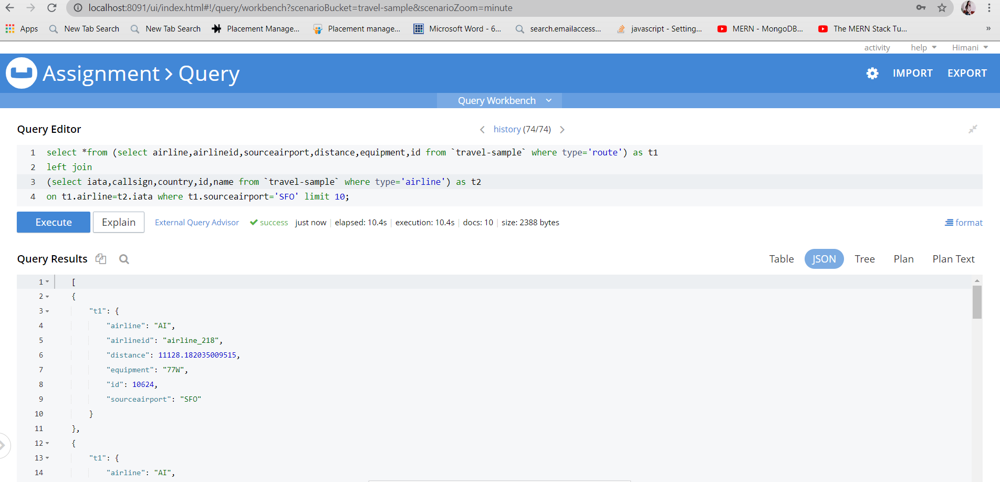 localhost:8091/ui/index.html#!/query/workbench?scenarioBucket=travel-sample&scenarioZoom=minute
Apps New Tab Search New Tab Search Placement Manage... Placement manage... Microsoft Word - 6... search.emailaccess... javascript - Setting... MERN - MongoDB... The MERN Stack Tu... »
activity help Himani
Assignment > Query IMPORT EXPORT
Query Workbench
Query Editor history (74/74)
1 select *from (select airline,airlineid,sourceairport,distance,equipment,id from `travel-sample` where type='route') as t1
2 left join
3 (select iata,callsign,country,id,name from `travel-sample` where type='airline') as t2
4 on t1.airline=t2.iata where t1.sourceairport='SFO' limit 10;
Execute Explain External Query Advisor success just now | elapsed: 10.4s | execution: 10.4s | docs: 10 | size: 2388 bytes format
Query Results Table JSON Tree Plan Plan Text
1 [
2 {
3 "t1": {
4 "airline": "AI",
5 "airlineid": "airline_218",
6 "distance": 11128.182035009515,
7 "equipment": "77W",
8 "id": 10624,
9 "sourceairport": "SFO"
10 }
11 },
12 {
13 "t1": {
14 "airline": "AI",